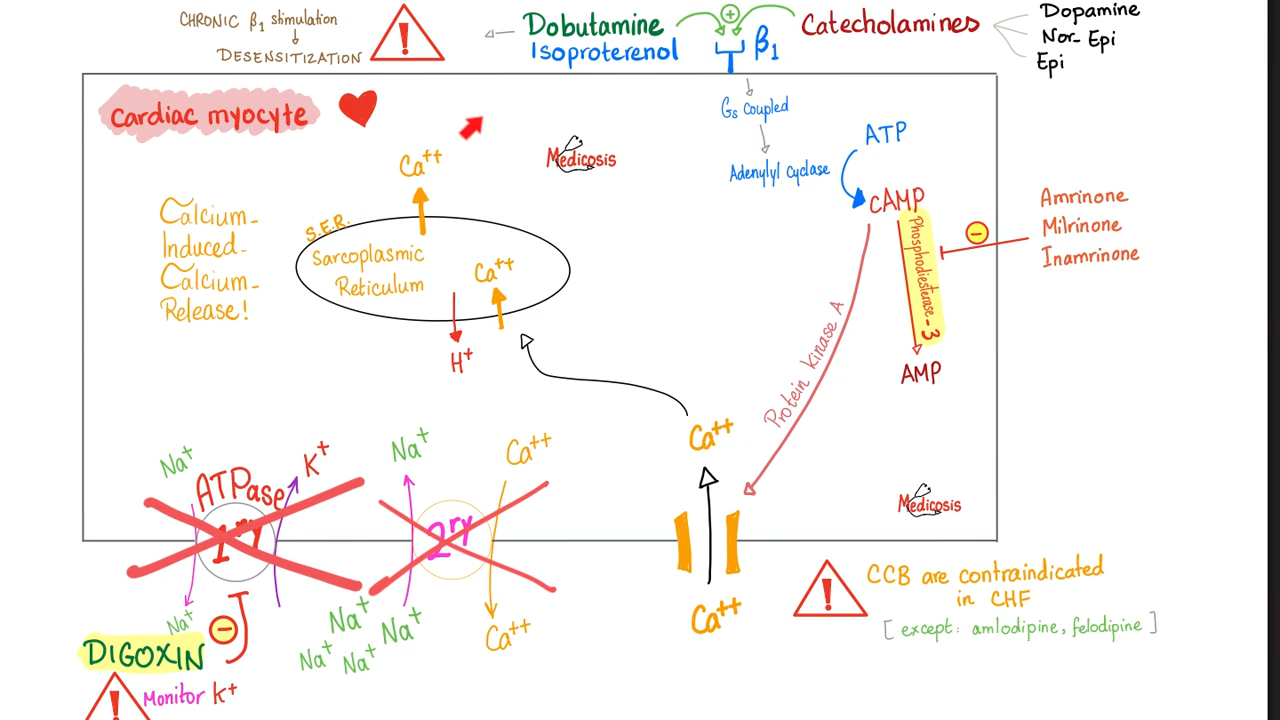 CHRONIC β1 stimulation
DESENSITIZATION
!
Dobutamine
Isoproterenol
+
β1
Catecholamines
Dopamine
Nor-Epi
Epi
Cardiac myocyte
Gs Coupled
Adenylyl cyclase
ATP
cAMP
Phosphodiesterase-3
AMP
Amrinone
Milrinone
Inamrinone
Protein kinase A
Medicosis
Ca++
S.E.R.
Sarcoplasmic
Reticulum
Ca++
H+
Calcium-
Induced-
Calcium-
Release!
Ca++
Na+
ATPase
K+
1ry
Na+
Na+
Ca++
2ry
Na+
Na+
Na+
Na+
Ca++
Ca++
Medicosis
!
CCB are contraindicated
in CHF
[except: amlodipine, felodipine]
DIGOXIN
!
Monitor K+